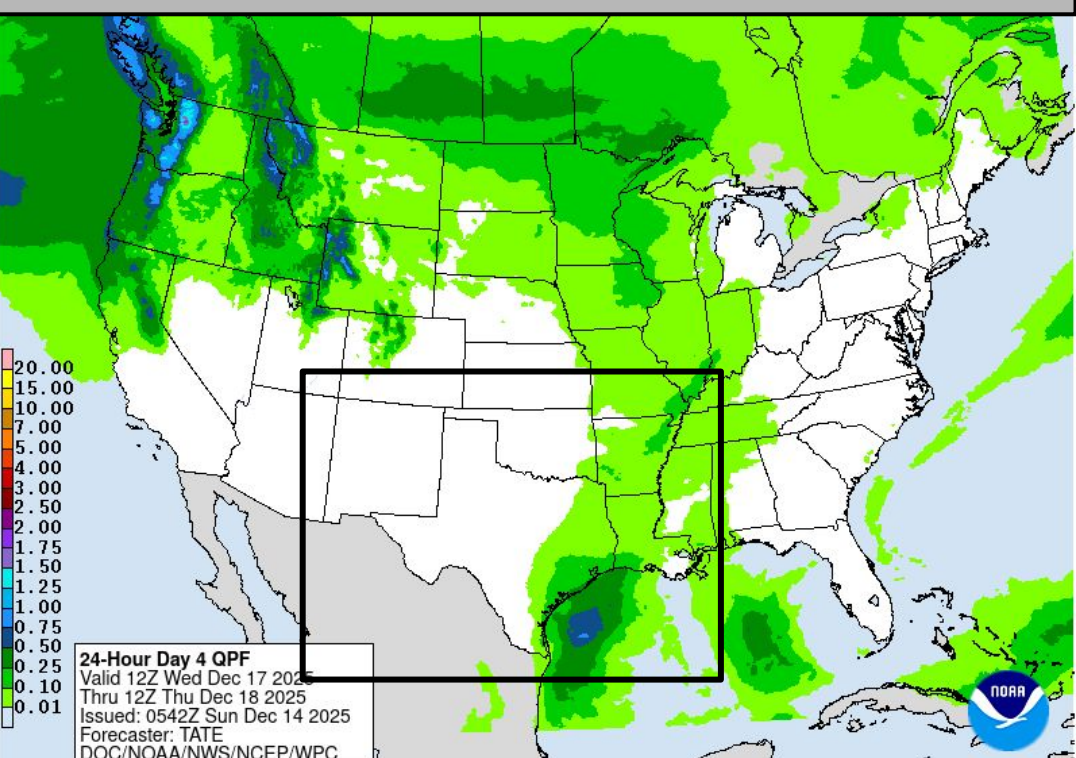 20.00
15.00
10.00
7.00
5.00
4.00
3.00
2.50
2.00
1.75
1.50
1.25
1.00
0.75
0.50
0.25
0.10
0.01
24-Hour Day 4 QPF
Valid 12Z Wed Dec 17 2025
Thru 12Z Thu Dec 18 2025
Issued: 0542Z Sun Dec 14 2025
Forecaster: TATE
DOC/NOAA/NWS/NCEP/WPC
NOAA